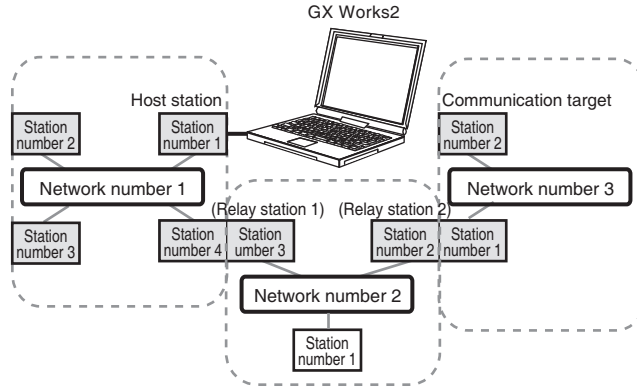 GX Works2
Host station
Communication target
Station
number 2
Station
number 1
Station
number 2
Network number 1
Network number 3
(Relay station 1)
(Relay station 2)
Station
number 3
Station
number 4
Station
umber 3
Station
number 2
Station
number 1
Network number 2
Station
number 1